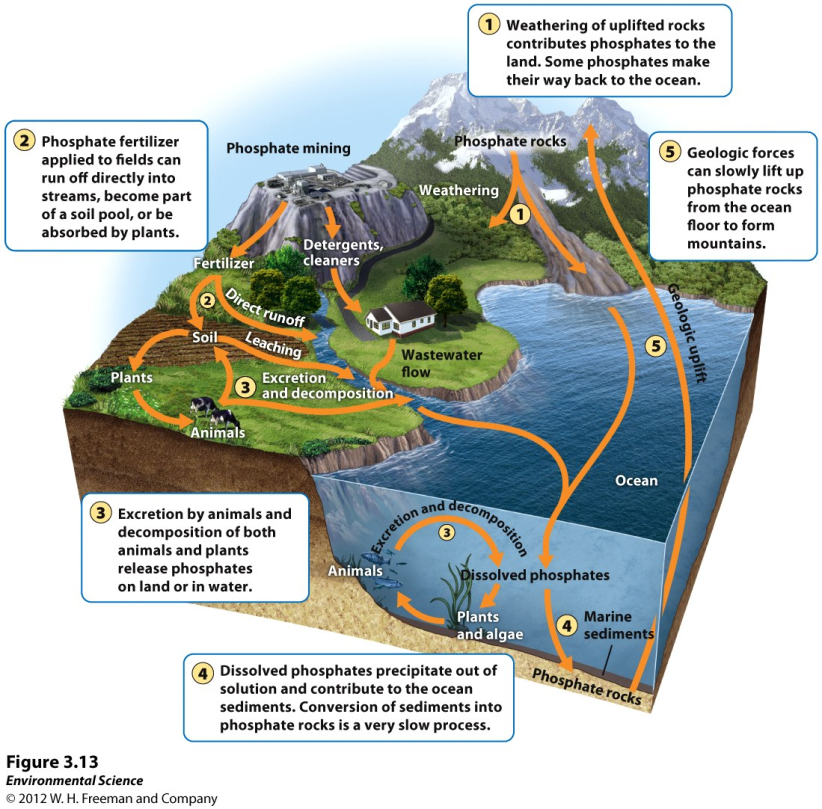 1 Weathering of uplifted rocks
contributes phosphates to the
land. Some phosphates make
their way back to the ocean.
2 Phosphate fertilizer
applied to fields can
run off directly into
streams, become part
of a soil pool, or be
absorbed by plants.
Phosphate mining
Phosphate rocks
5 Geologic forces
can slowly lift up
phosphate rocks
from the ocean
floor to form
mountains.
Weathering
1
Detergents,
cleaners
Fertilizer
2
Direct runoff
Geologic uplift
5
Soil
Leaching
Wastewater
flow
Plants
3 Excretion
and decomposition
Animals
Ocean
3 Excretion by animals and
decomposition of both
animals and plants
release phosphates
on land or in water.
Excretion and decomposition
3
Animals
Dissolved phosphates
Plants
and algae
4
Marine
sediments
Phosphate rocks
4 Dissolved phosphates precipitate out of
solution and contribute to the ocean
sediments. Conversion of sediments into
phosphate rocks is a very slow process.
Figure 3.13
Environmental Science
© 2012 W. H. Freeman and Company